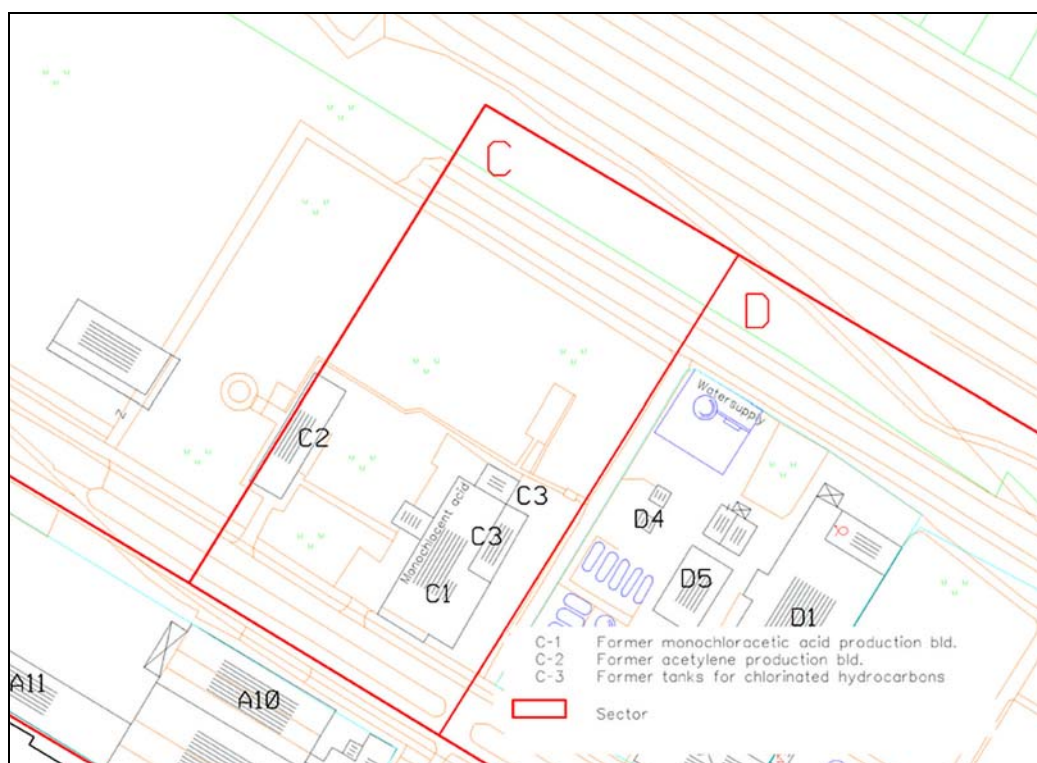 C
D
Watersupply
Z
C2
C3
Monochlocent acid
C3
D4
C1
D5
D1
A11
A10
C-1 Former monochloracetic acid production bld.
C-2 Former acetylene production bld.
C-3 Former tanks for chlorinated hydrocarbons
Sector